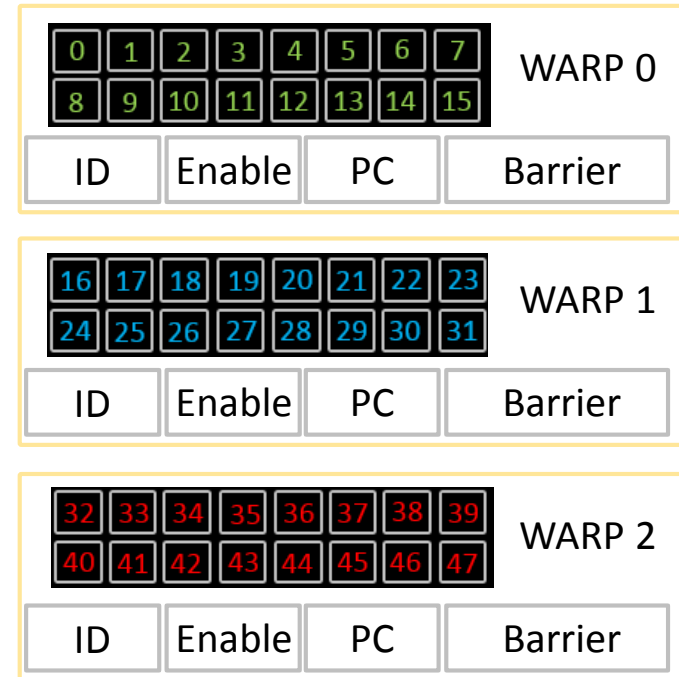 0 1 2 3 4 5 6 7
WARP 0
8 9 10 11 12 13 14 15
ID Enable PC Barrier
16 17 18 19 20 21 22 23
WARP 1
24 25 26 27 28 29 30 31
ID Enable PC Barrier
32 33 34 35 36 37 38 39
WARP 2
40 41 42 43 44 45 46 47
ID Enable PC Barrier